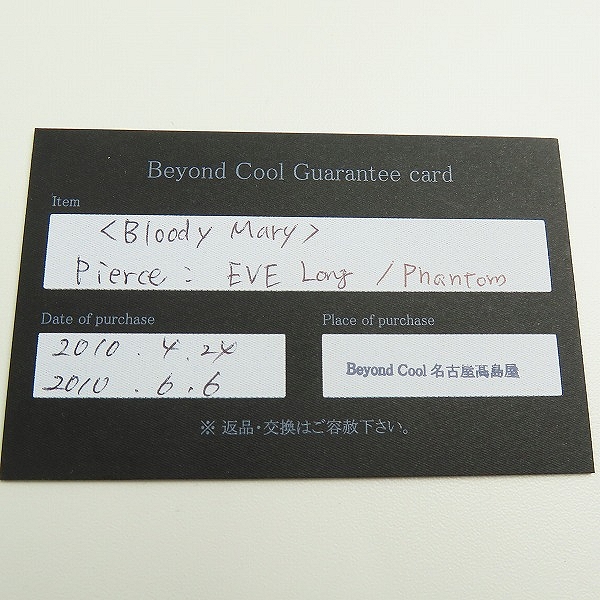 Beyond Cool Guarantee card
Item
<Bloody Mary>
Pierce: EVE Long / Phantom
Date of purchase
Place of purchase
2010.4.24
2010.6.6
Beyond Cool 名古屋髙島屋
※ 返品・交換はご容赦下さい。